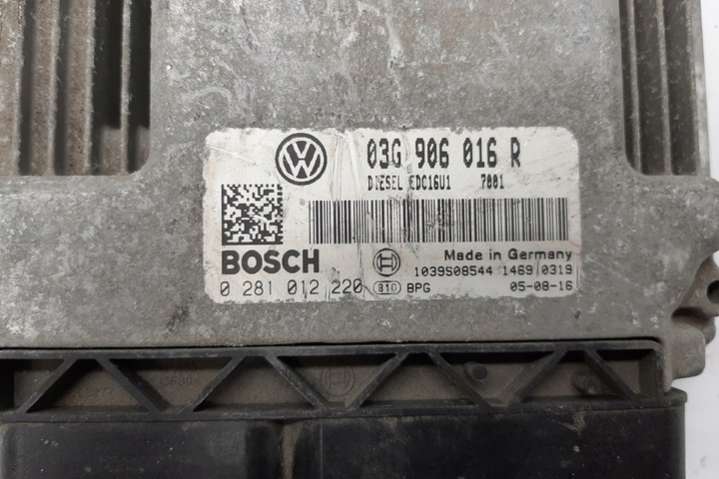 03G 906 016 R
DIESEL EDC16U1 7001
BOSCH
Made in Germany
1039S08544 1469 0319
0 281 012 220 810 BPG 05-08-16